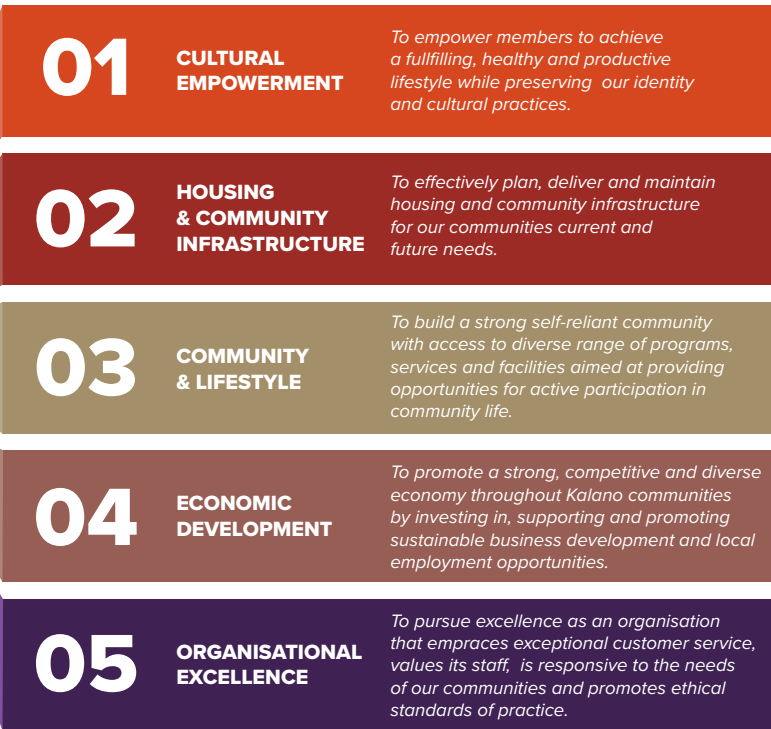 01
CULTURAL
EMPOWERMENT
To empower members to achieve
a fullfilling, healthy and productive
lifestyle while preserving  our identity
and cultural practices.
02
HOUSING
& COMMUNITY
INFRASTRUCTURE
To effectively plan, deliver and maintain
housing and community infrastructure
for our communities current and
future needs.
03
COMMUNITY
& LIFESTYLE
To build a strong self-reliant community
with access to diverse range of programs,
services and facilities aimed at providing
opportunities for active participation in
community life.
04
ECONOMIC
DEVELOPMENT
To promote a strong, competitive and diverse
economy throughout Kalano communities
by investing in, supporting and promoting
sustainable business development and local
employment opportunities.
05
ORGANISATIONAL
EXCELLENCE
To pursue excellence as an organisation
that empraces exceptional customer service,
values its staff,  is responsive to the needs
of our communities and promotes ethical
standards of practice.